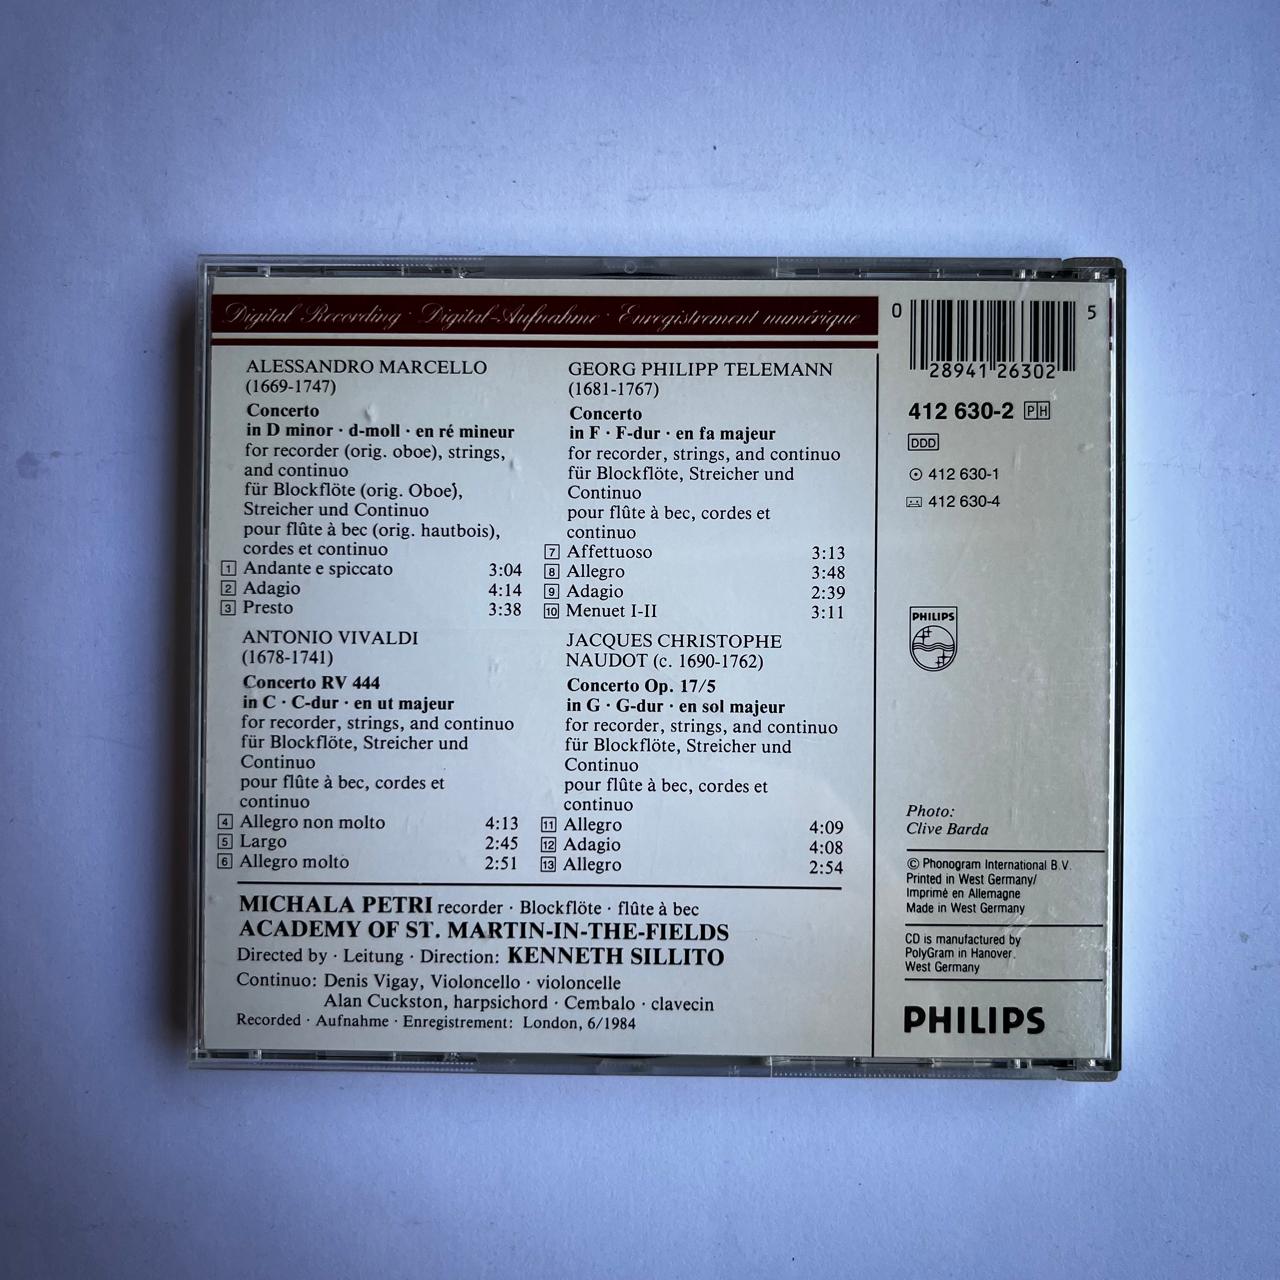 Digital Recording · Digital-Aufnahme · Enregistrement numérique
ALESSANDRO MARCELLO
(1669-1747)
Concerto
in D minor · d-moll · en ré mineur
for recorder (orig. oboe), strings,
and continuo
für Blockflöte (orig. Oboe),
Streicher und Continuo
pour flûte à bec (orig. hautbois),
cordes et continuo
1 Andante e spiccato 3:04
2 Adagio 4:14
3 Presto 3:38
ANTONIO VIVALDI
(1678-1741)
Concerto RV 444
in C · C-dur · en ut majeur
for recorder, strings, and continuo
für Blockflöte, Streicher und
Continuo
pour flûte à bec, cordes et
continuo
4 Allegro non molto 4:13
5 Largo 2:45
6 Allegro molto 2:51
GEORG PHILIPP TELEMANN
(1681-1767)
Concerto
in F · F-dur · en fa majeur
for recorder, strings, and continuo
für Blockflöte, Streicher und
Continuo
pour flûte à bec, cordes et
continuo
7 Affettuoso 3:13
8 Allegro 3:48
9 Adagio 2:39
10 Menuet I-II 3:11
JACQUES CHRISTOPHE
NAUDOT (c. 1690-1762)
Concerto Op. 17/5
in G · G-dur · en sol majeur
for recorder, strings, and continuo
für Blockflöte, Streicher und
Continuo
pour flûte à bec, cordes et
continuo
11 Allegro 4:09
12 Adagio 4:08
13 Allegro 2:54
MICHALA PETRI recorder · Blockflöte · flûte à bec
ACADEMY OF ST. MARTIN-IN-THE-FIELDS
Directed by · Leitung · Direction: KENNETH SILLITO
Continuo: Denis Vigay, Violoncello · violoncelle
Alan Cuckston, harpsichord · Cembalo · clavecin
Recorded · Aufnahme · Enregistrement: London, 6/1984
0 28941 26302 5
412 630-2 PH
DDD
412 630-1
412 630-4
PHILIPS
Photo:
Clive Barda
© Phonogram International B.V.
Printed in West Germany/
Imprimé en Allemagne
Made in West Germany
CD is manufactured by
PolyGram in Hanover.
West Germany
PHILIPS